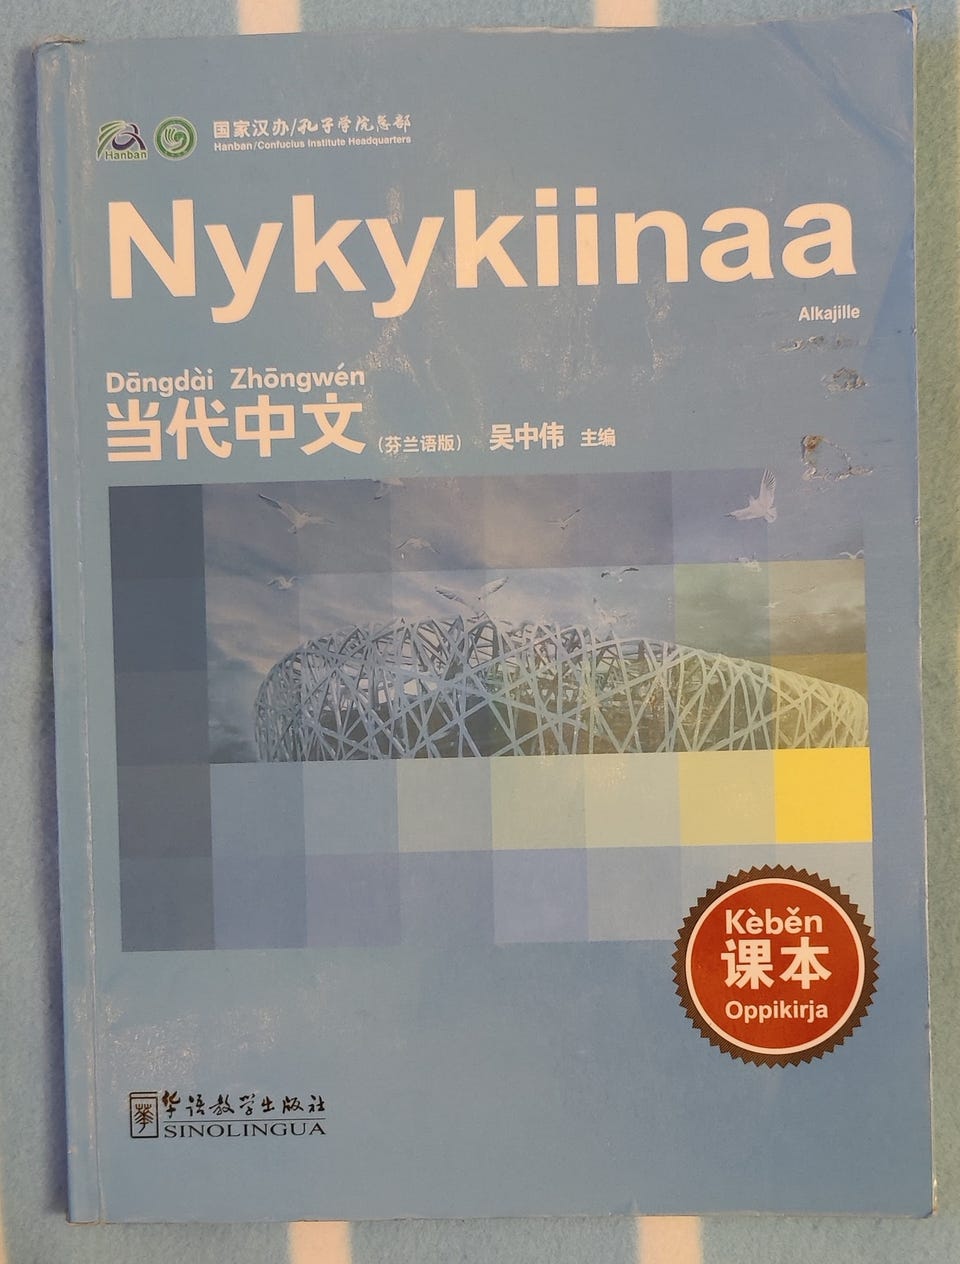 Hanban
国家汉办/孔子学院总部
Hanban/Confucius Institute Headquarters
Nykykiinaa
Alkajille
Dāngdài Zhōngwén
当代中文 (芬兰语版) 吴中伟 主编
Kèběn
课本
Oppikirja
华语教学出版社
SINOLINGUA